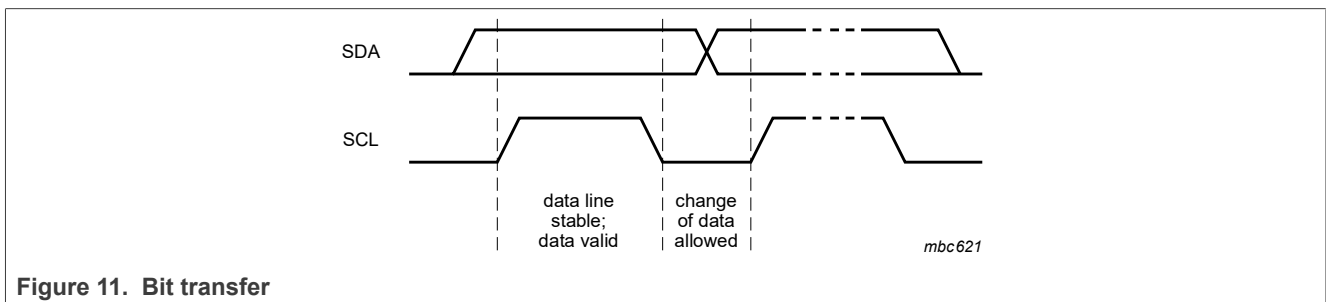 SDA
SCL
data line
stable;
data valid
change
of data
allowed
mbc621
Figure 11. Bit transfer